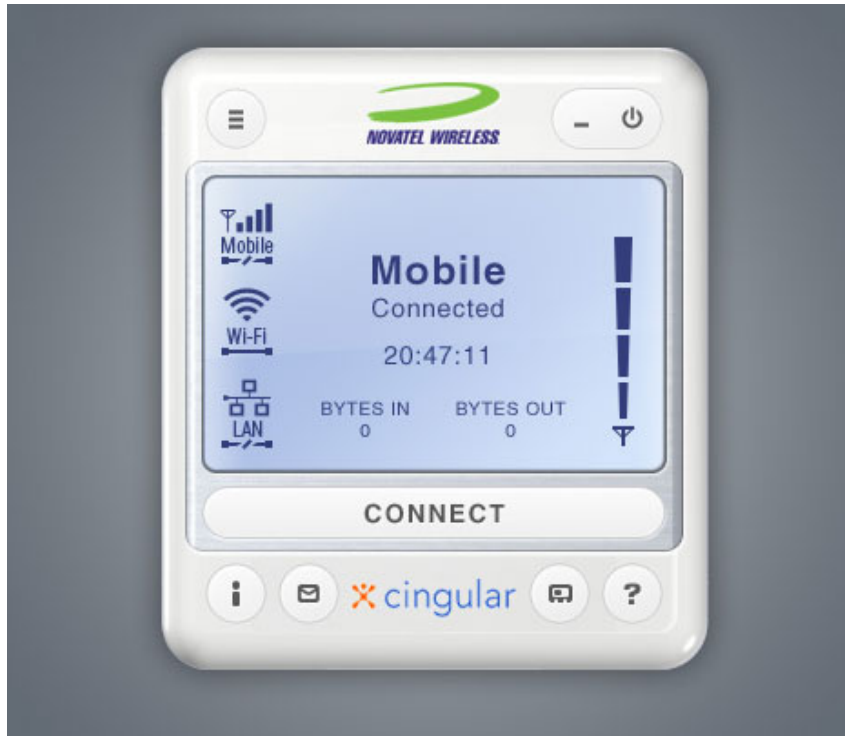 NOVATEL WIRELESS
Mobile
Wi-Fi
LAN
Mobile
Connected
20:47:11
BYTES IN BYTES OUT
0 0
CONNECT
cingular
?